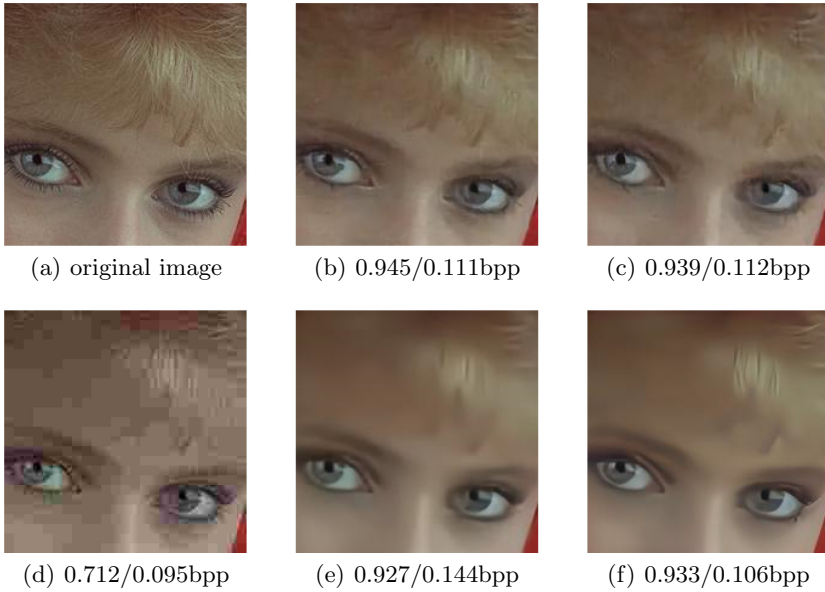 (a) original image
(b) 0.945/0.111bpp
(c) 0.939/0.112bpp
(d) 0.712/0.095bpp
(e) 0.927/0.144bpp
(f) 0.933/0.106bpp